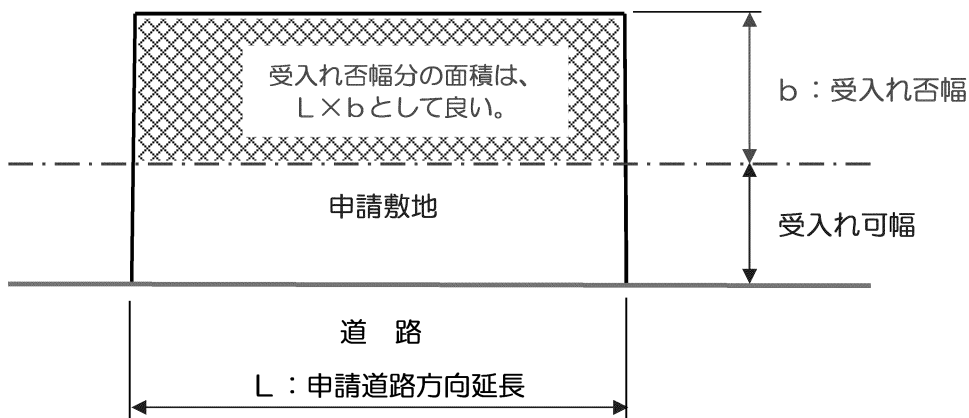 受入れ否幅分の面積は、
L×bとして良い。
b：受入れ否幅
申請敷地
受入れ可幅
道　路
L：申請道路方向延長